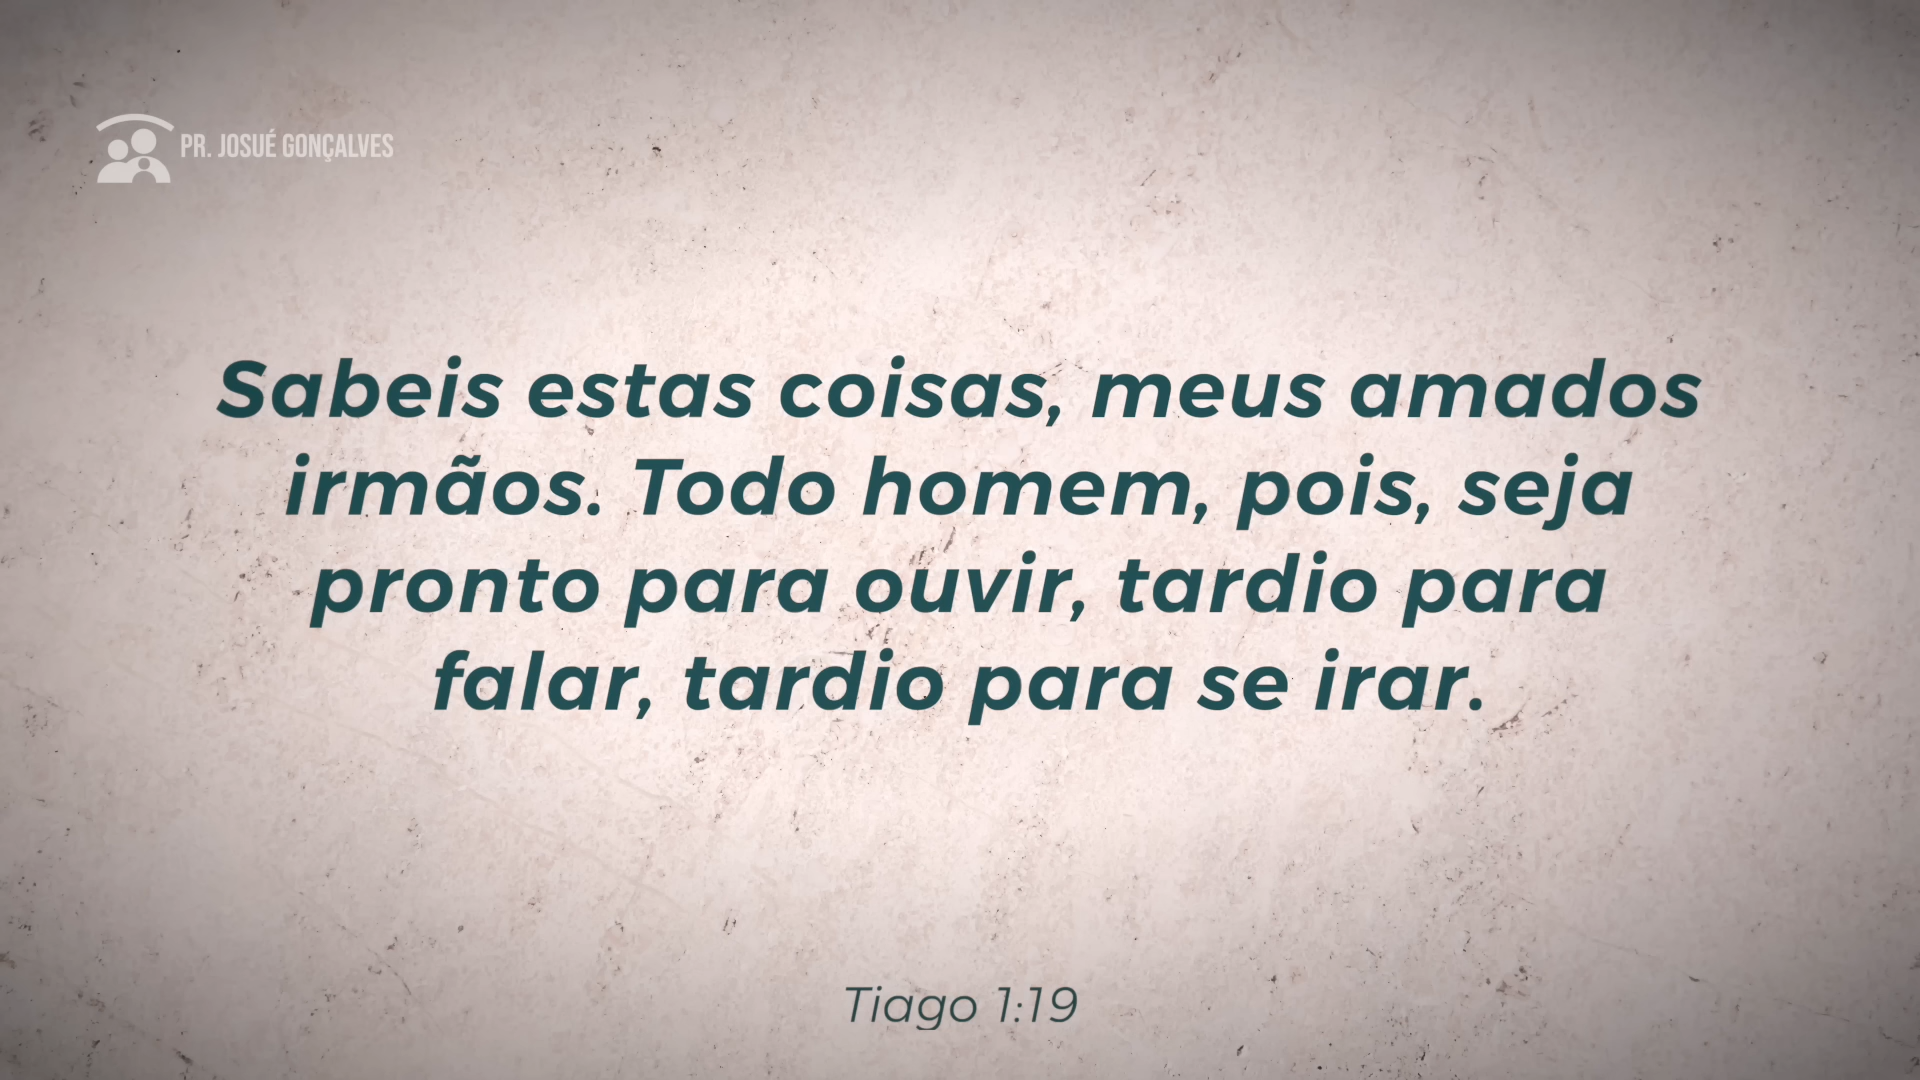 PR. JOSUÉ GONÇALVES
Sabeis estas coisas, meus amados
irmãos. Todo homem, pois, seja
pronto para ouvir, tardio para
falar, tardio para se irar.
Tiago 1:19